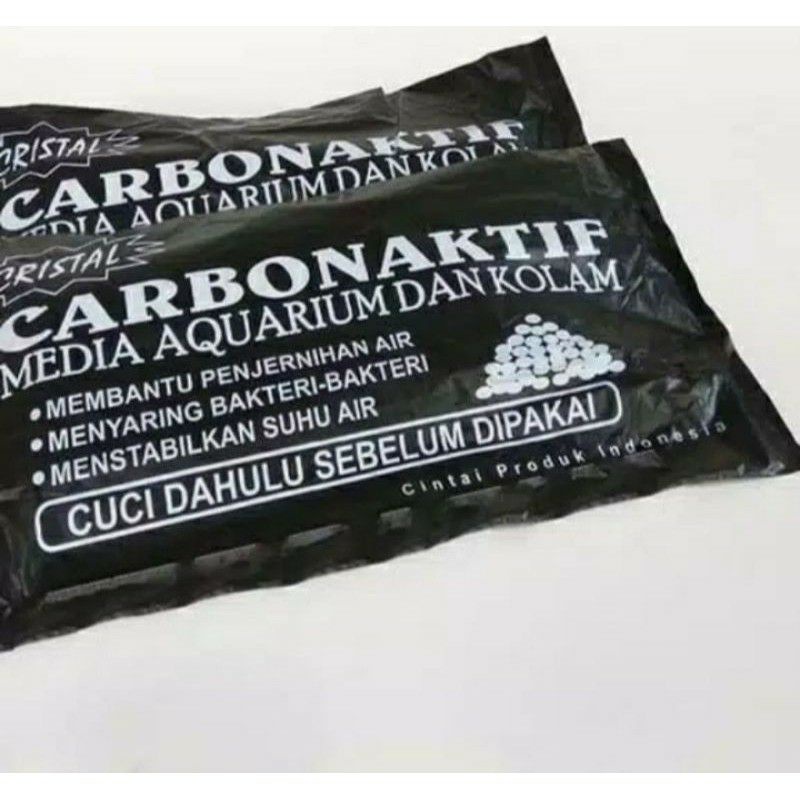 CRISTAL
CARBONAKTIF
MEDIA AQUARIUM DAN KOLAM
CRISTAL
CARBONAKTIF
MEDIA AQUARIUM DAN KOLAM
•MEMBANTU PENJERNIHAN AIR
•MENYARING BAKTERI-BAKTERI
•MENSTABILKAN SUHU AIR
CUCI DAHULU SEBELUM DIPAKAI
Cintai Produk Indonesia